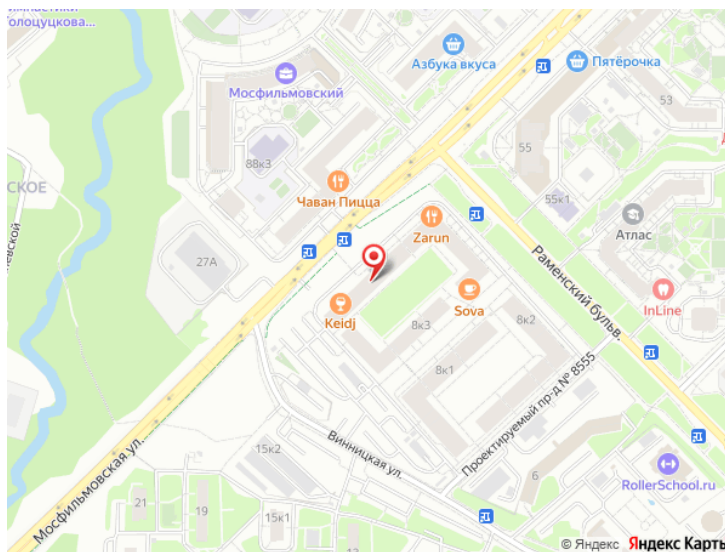 Азбука вкуса
Пятёрочка
Мосфильмовский
53
55
88к3
55к1
Чаван Пицца
Атлас
Zarun
27А
InLine
Раменский бульв.
Keidj
Sova
8к3
8к2
8к1
Проектируемый пр-д № 8555
Винницкая ул.
15к2
Мосфильмовская ул.
6
RollerSchool.ru
21
19
15к1
© Яндекс Яндекс Карты